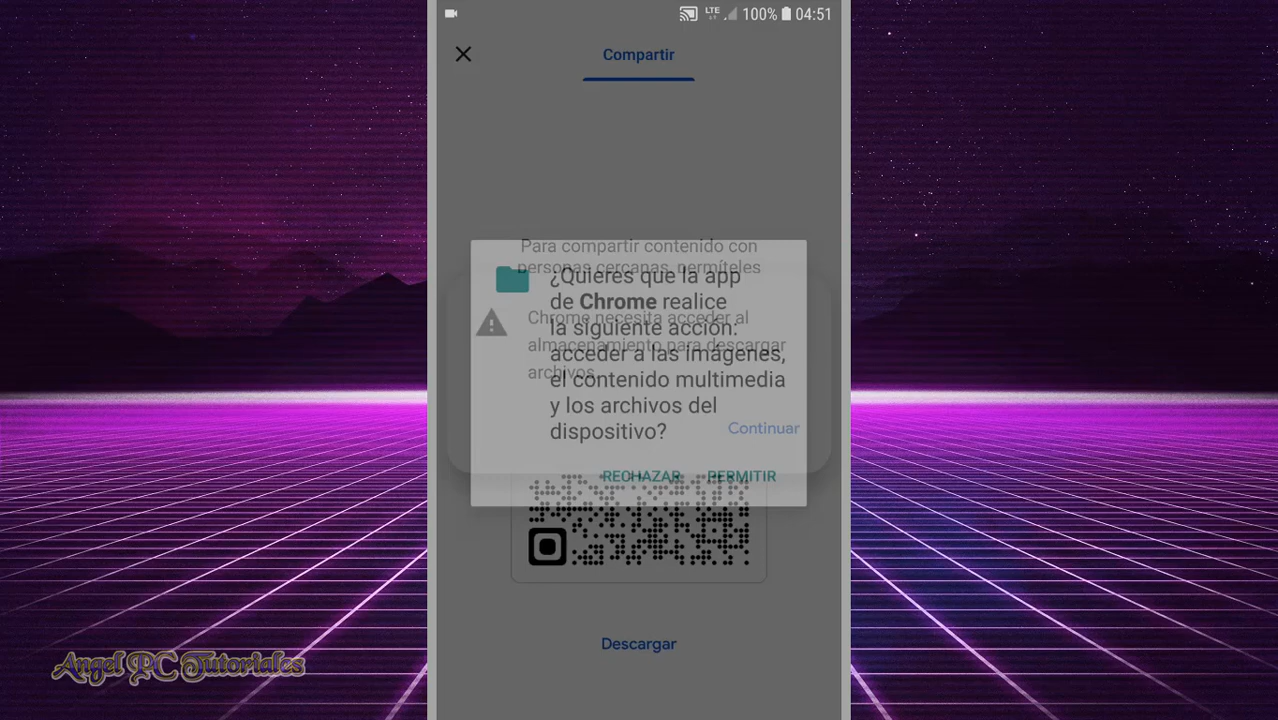 LTE 100% 04:51
Compartir
Para compartir contenido con
personas cercanas, permíteles
¿Quieres que la app
de Chrome realice
la siguiente acción:
acceder a las imágenes,
el contenido multimedia
y los archivos del
dispositivo?
Chrome necesita acceder al
almacenamiento para descargar
archivos.
Continuar
RECHAZAR PERMITIR
Descargar
Angel PC Tutoriales